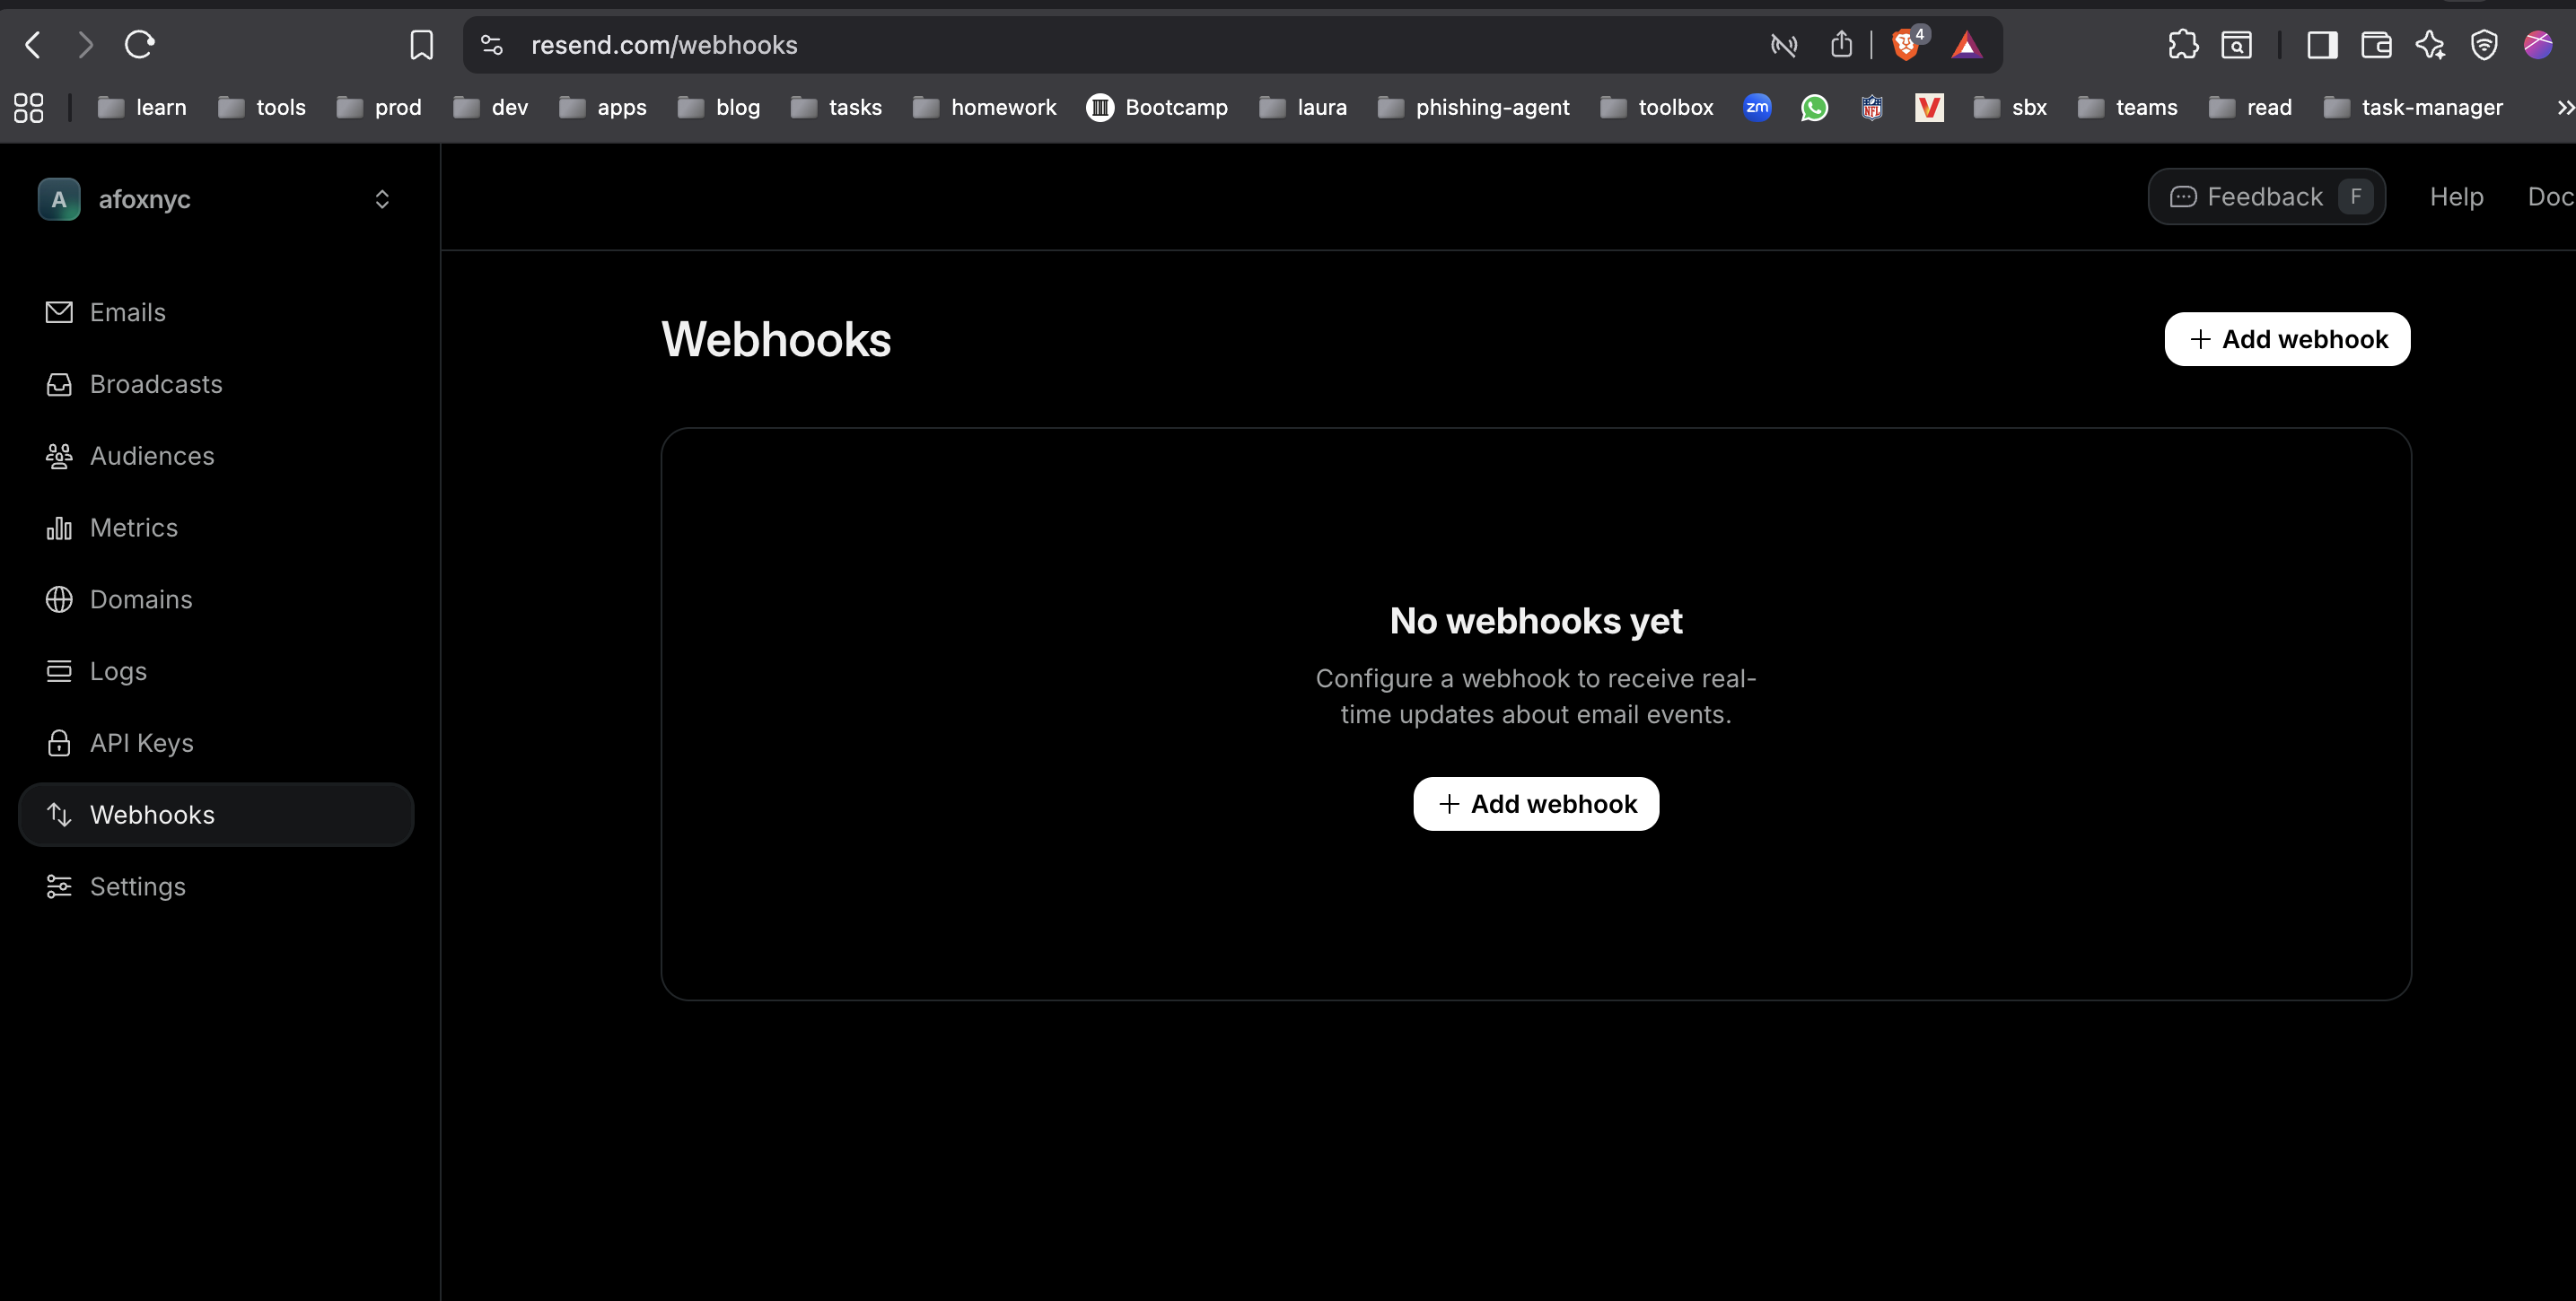 resend.com/webhooks
4
learn
tools
prod
dev
apps
blog
tasks
homework
Bootcamp
laura
phishing-agent
toolbox
zm
NFL
V
sbx
teams
read
task-manager
A
afoxnyc
Feedback
F
Help
Doc
Emails
Broadcasts
Audiences
Metrics
Domains
Logs
API Keys
Webhooks
Settings
Webhooks
Add webhook
No webhooks yet
Configure a webhook to receive real-
time updates about email events.
Add webhook